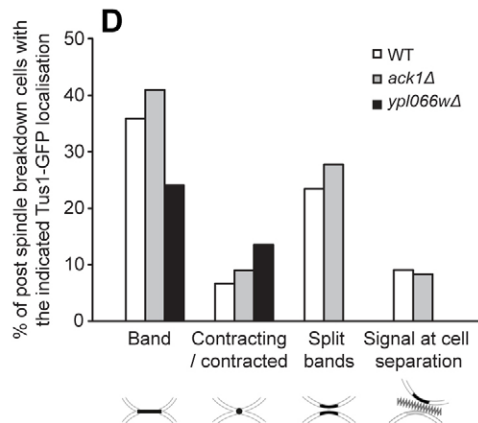 D
% of post spindle breakdown cells with
the indicated Tus1-GFP localisation
50
40
30
20
10
0
WT
ack1Δ
ypl066wΔ
Band
Contracting
/ contracted
Split
bands
Signal at cell
separation